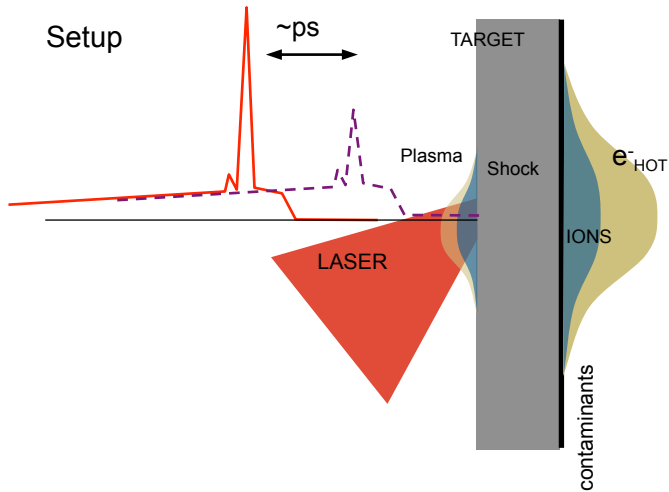 Setup
~ps
TARGET
Plasma
Shock
e-HOT
IONS
LASER
contaminants